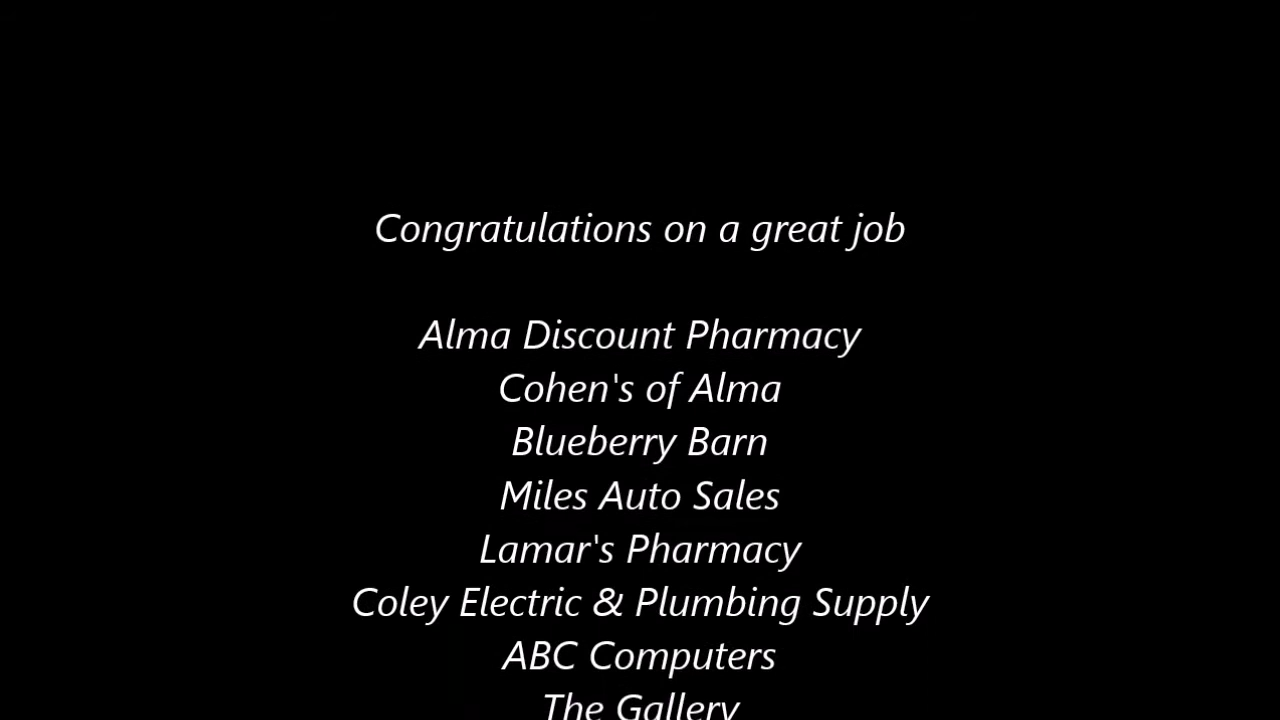 Congratulations on a great job
Alma Discount Pharmacy
Cohen's of Alma
Blueberry Barn
Miles Auto Sales
Lamar's Pharmacy
Coley Electric & Plumbing Supply
ABC Computers
The Gallery